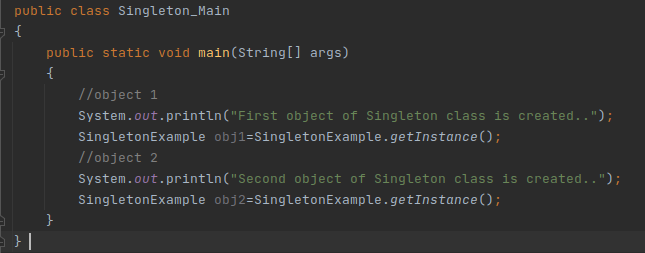 public class Singleton_Main
{
    public static void main(String[] args)
    {
        //object 1
        System.out.println("First object of Singleton class is created..");
        SingletonExample obj1=SingletonExample.getInstance();
        //object 2
        System.out.println("Second object of Singleton class is created..");
        SingletonExample obj2=SingletonExample.getInstance();
    }
}